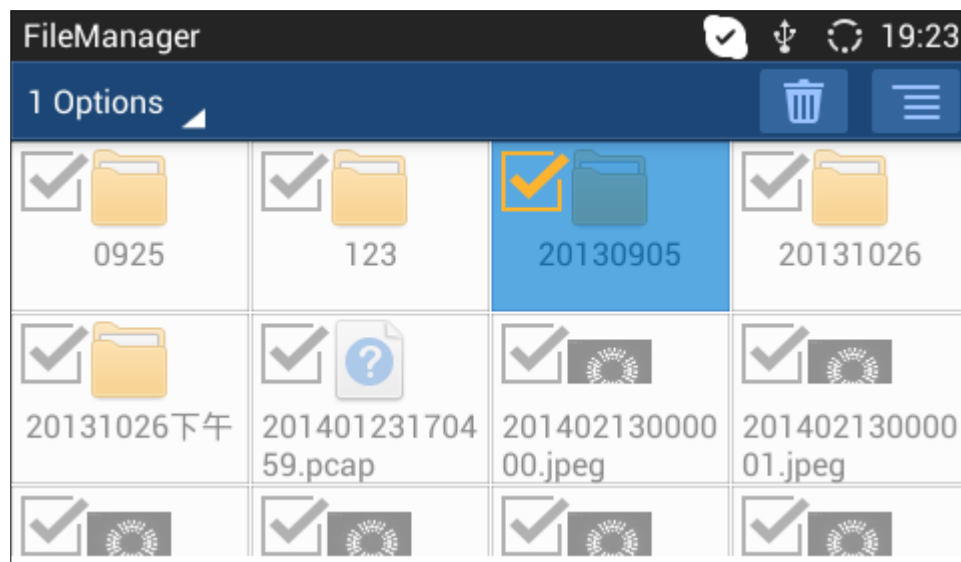 FileManager 19:23
1 Options
0925 123 20130905 20131026
20131026下午 201401231704 201402130000 201402130000
59.pcap 00.jpeg 01.jpeg